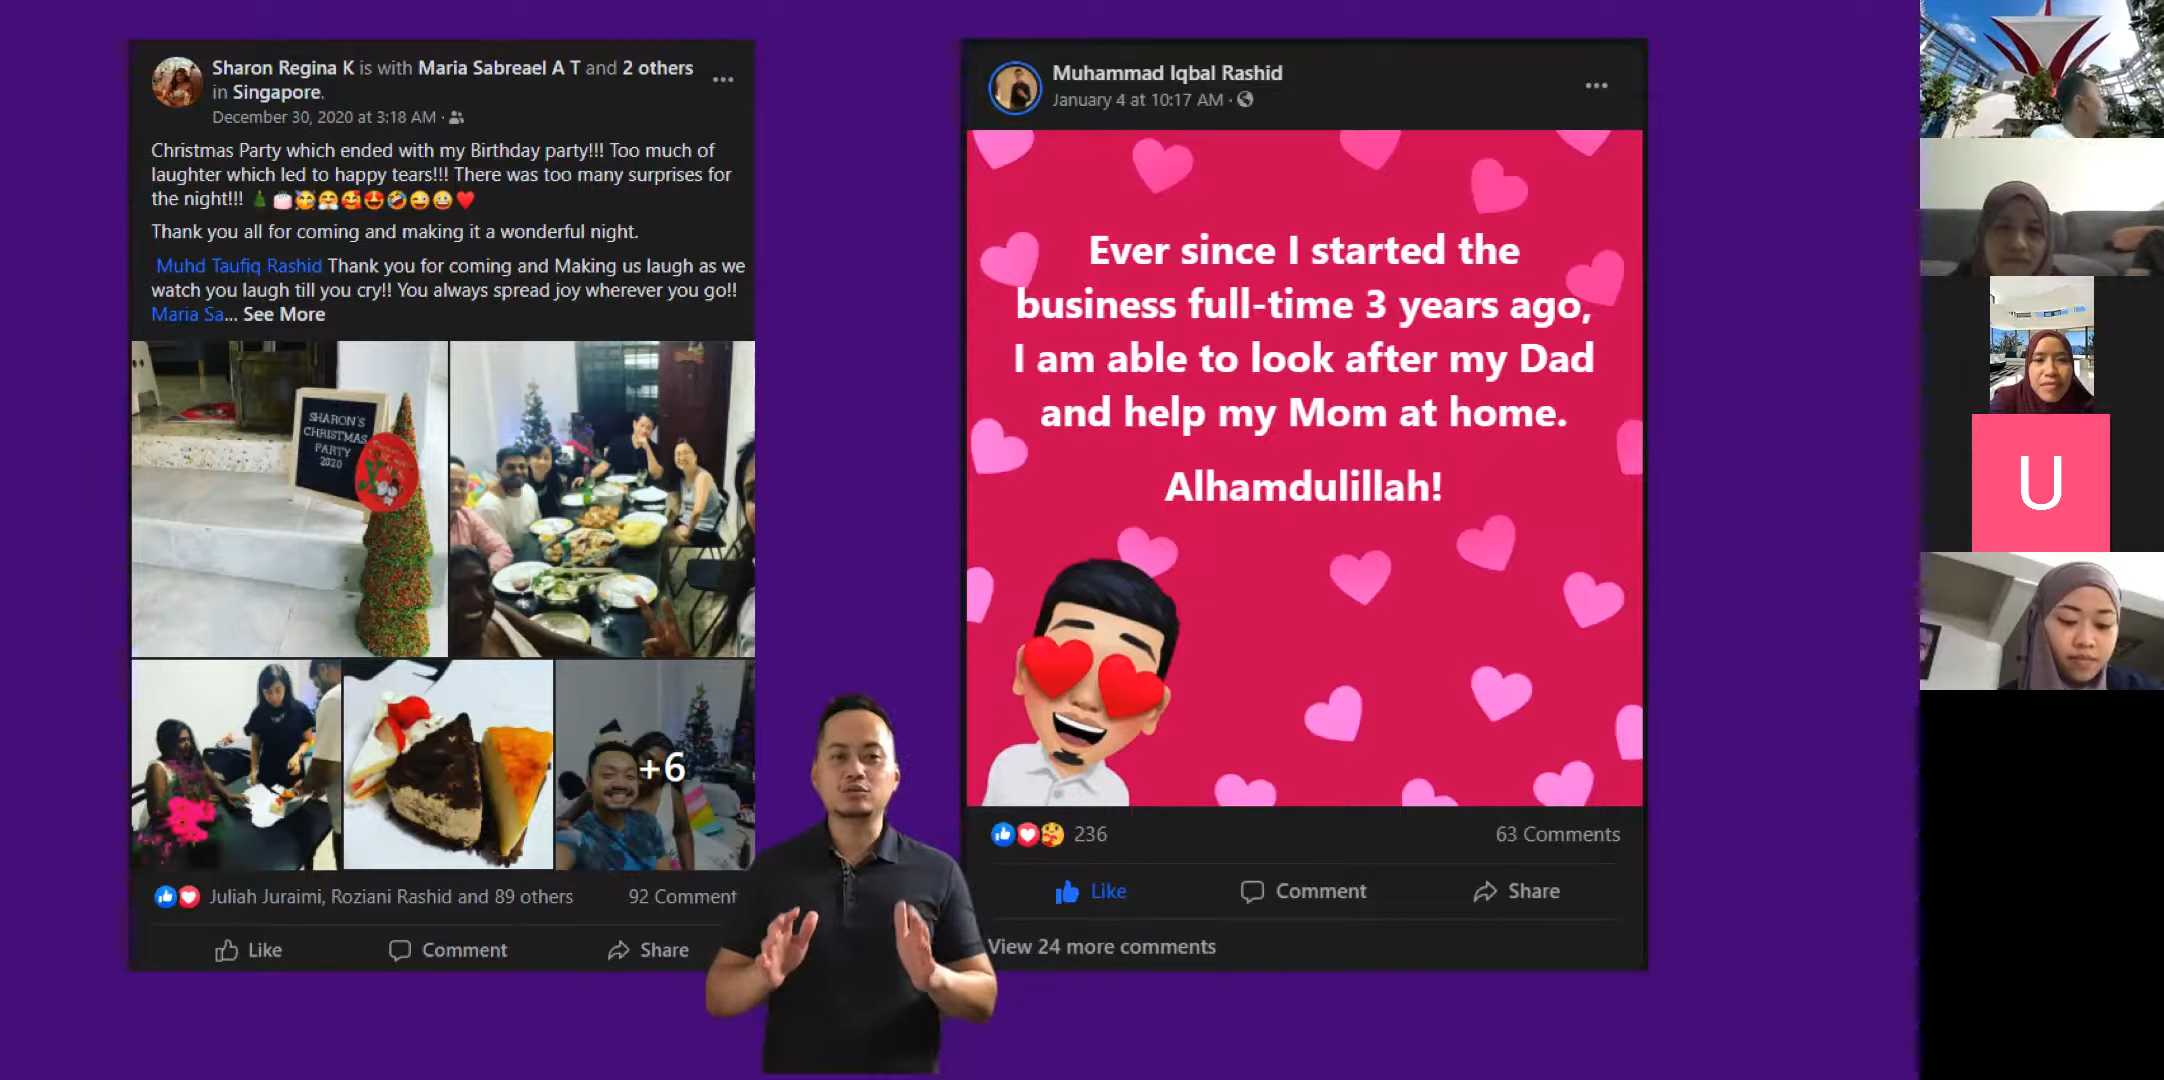 Sharon Regina K is with Maria Sabreael A T and 2 others
in Singapore.
December 30, 2020 at 3:18 AM ·
Christmas Party which ended with my Birthday party!!! Too much of
laughter which led to happy tears!!! There was too many surprises for
the night!!! 🎄🎂🥳🤗🥰🤩🤣😜😅❤️
Thank you all for coming and making it a wonderful night.
Muhd Taufiq Rashid Thank you for coming and Making us laugh as we
watch you laugh till you cry!! You always spread joy wherever you go!!
Maria Sa... See More
SHARON'S
CHRISTMAS
PARTY
2020
+6
Juliah Juraimi, Roziani Rashid and 89 others
92 Comment
Like
Comment
Share
Muhammad Iqbal Rashid
January 4 at 10:17 AM ·
Ever since I started the
business full-time 3 years ago,
I am able to look after my Dad
and help my Mom at home.
Alhamdulillah!
236
63 Comments
Like
Comment
Share
View 24 more comments
U